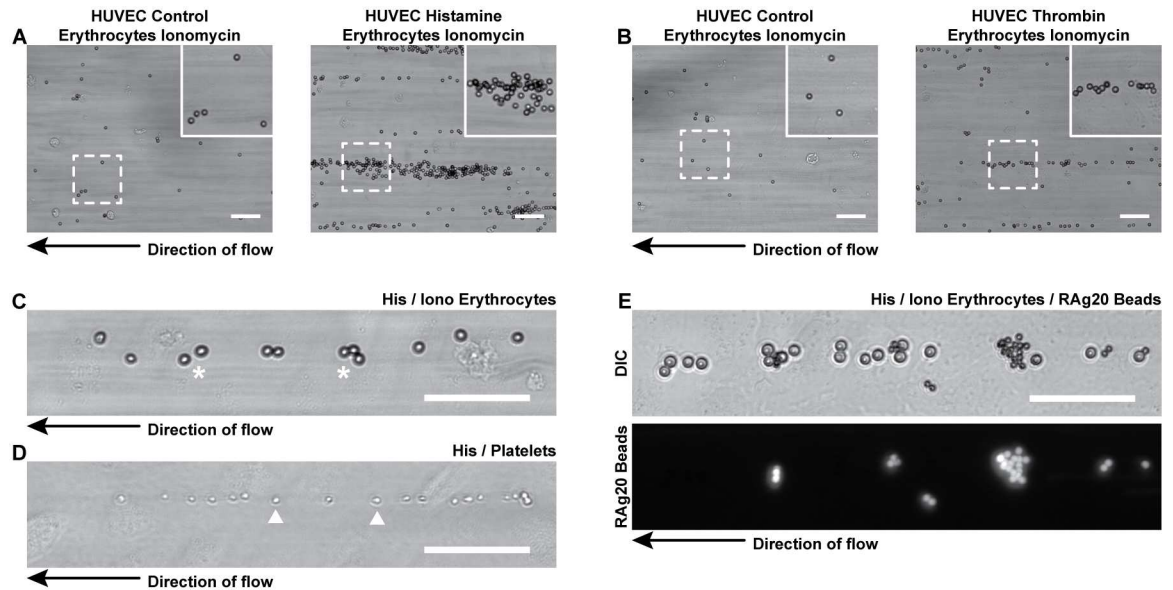 A
HUVEC Control
Erythrocytes Ionomycin
HUVEC Histamine
Erythrocytes Ionomycin
Direction of flow
B
HUVEC Control
Erythrocytes Ionomycin
HUVEC Thrombin
Erythrocytes Ionomycin
Direction of flow
C
His / Iono Erythrocytes
* *
Direction of flow
D
His / Platelets
Direction of flow
E
His / Iono Erythrocytes / RAg20 Beads
DIC
RAg20 Beads
Direction of flow